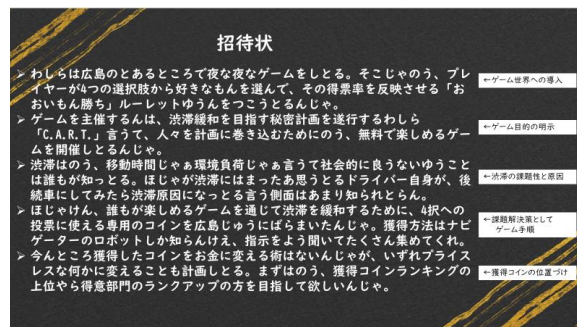 招待状
➢ わしらは広島のとあるところで夜な夜なゲームをしとる。そこじゃのう、プレ
イヤーが4つの選択肢から好きなもんを選んで、その得票率を反映させる「お
おいもん勝ち」ルーレットゆうんをつこうとるんじゃ。
←ゲーム世界への導入
➢ ゲームを主催するんは、渋滞緩和を目指す秘密計画を遂行するわしら
「C.A.R.T.」言うて、人々を計画に巻き込むためにのう、無料で楽しめるゲー
ムを開催しとるんじゃ。
←ゲーム目的の明示
➢ 渋滞はのう、移動時間じゃぁ環境負荷じゃぁ言うて社会的に良うないゆうこと
は誰もが知っとる。ほじゃが渋滞にはまったあ思うとるドライバー自身が、後
続車にしてみたら渋滞原因になっとる言う側面はあまり知られとらん。
←渋滞の課題性と原因
➢ ほじゃけん、誰もが楽しめるゲームを通じて渋滞を緩和するために、4択への
投票に使える専用のコインを広島じゅうにばらまいたんじゃ。獲得方法はナビ
ゲーターのロボットしか知らんけえ、指示をよう聞いてたくさん集めてくれ。
←課題解決策として
ゲーム手順
➢ 今んところ獲得したコインをお金に変える術はないんじゃが、いずれプライス
レスな何かに変えることも計画しとる。まずはのう、獲得コインランキングの
上位やら得意部門のランクアップの方を目指して欲しいんじゃ。
←獲得コインの位置づけ